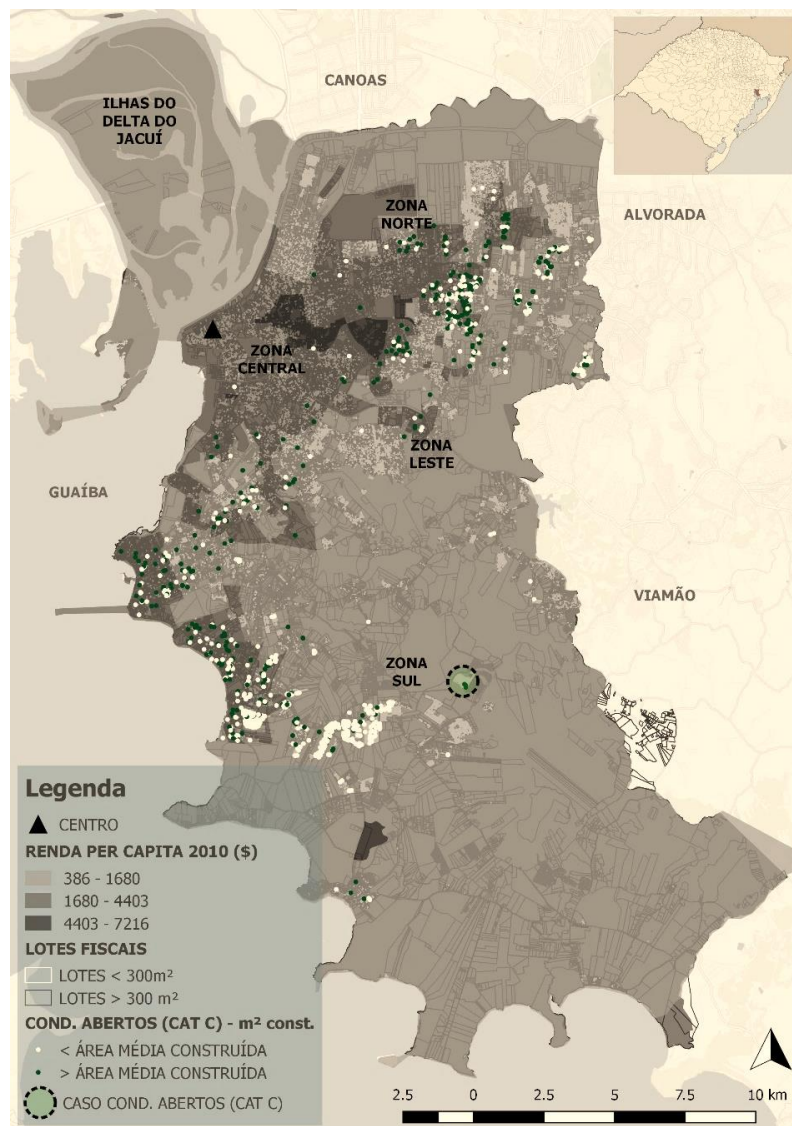 CANOAS
ILHAS DO
DELTA DO
JACUÍ
ZONA
NORTE
ALVORADA
ZONA
CENTRAL
ZONA
LESTE
GUAÍBA
VIAMÃO
ZONA
SUL
Legenda
CENTRO
RENDA PER CAPITA 2010 ($)
386 - 1680
1680 - 4403
4403 - 7216
LOTES FISCAIS
LOTES < 300m²
LOTES > 300 m²
COND. ABERTOS (CAT C) - m² const.
< ÁREA MÉDIA CONSTRUÍDA
> ÁREA MÉDIA CONSTRUÍDA
CASO COND. ABERTOS (CAT C)
2.5 0 2.5 5 7.5 10 km